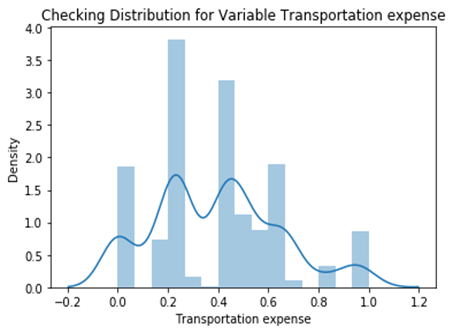 Checking Distribution for Variable Transportation expense
4.0
3.5
3.0
2.5
2.0
1.5
1.0
0.5
0.0
Density
-0.2 0.0 0.2 0.4 0.6 0.8 1.0 1.2
Transportation expense